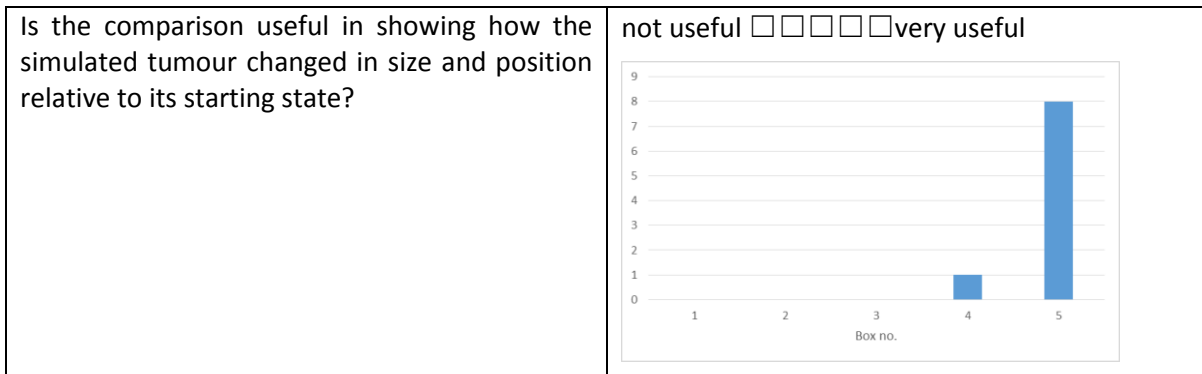 Is the comparison useful in showing how the
simulated tumour changed in size and position
relative to its starting state?
not useful ☐☐☐☐☐very useful
9
8
7
6
5
4
3
2
1
0
1 2 3 4 5
Box no.